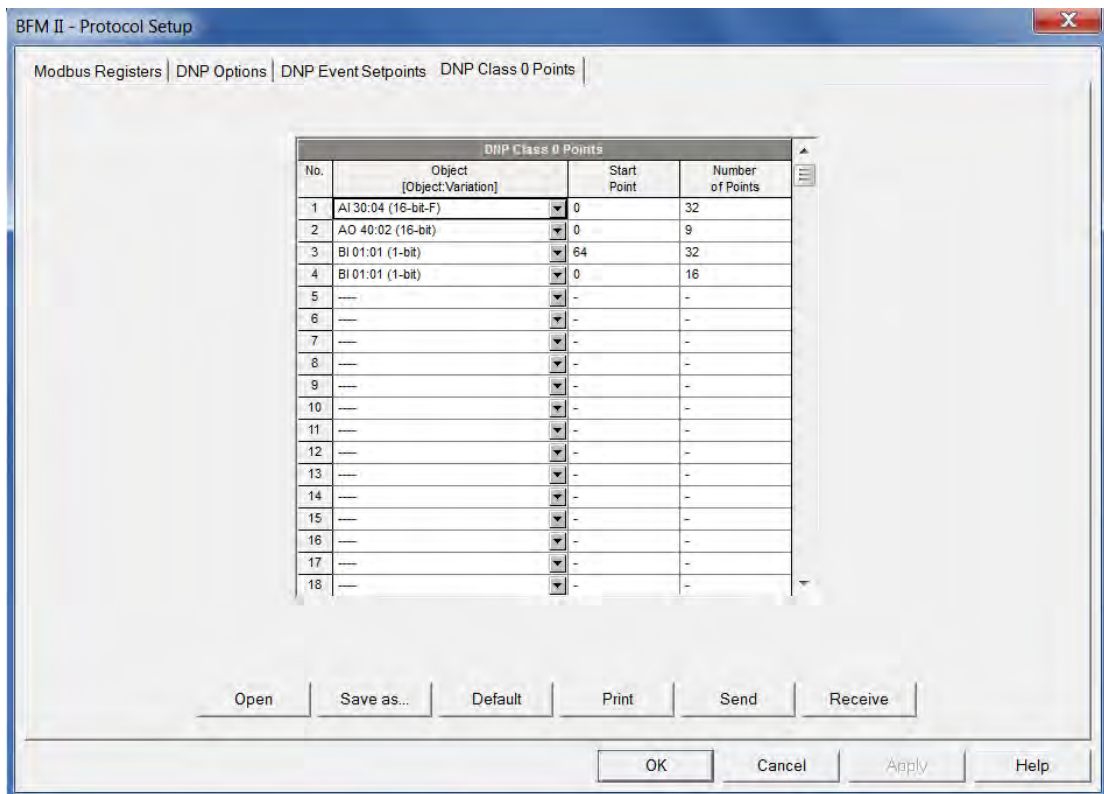 BFM II - Protocol Setup
X
Modbus Registers DNP Options DNP Event Setpoints DNP Class 0 Points
DNP Class 0 Points
No. Object [Object:Variation] Start Point Number of Points
1 AI 30:04 (16-bit-F) 0 32
2 AO 40:02 (16-bit) 0 9
3 BI 01:01 (1-bit) 64 32
4 BI 01:01 (1-bit) 0 16
5 ---- - -
6 ---- - -
7 ---- - -
8 ---- - -
9 ---- - -
10 ---- - -
11 ---- - -
12 ---- - -
13 ---- - -
14 ---- - -
15 ---- - -
16 ---- - -
17 ---- - -
18 ---- - -
Open Save as... Default Print Send Receive
OK Cancel Apply Help